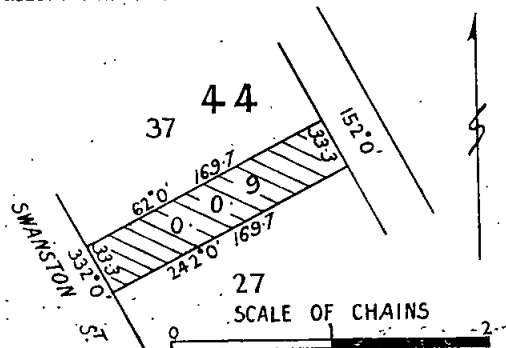 44
37
152°0'
33.3
62°0' 169.7
0. 0. 9
242°0' 169.7
33.3
332°0'
SWANSTON ST.
27
SCALE OF CHAINS
0 1 2